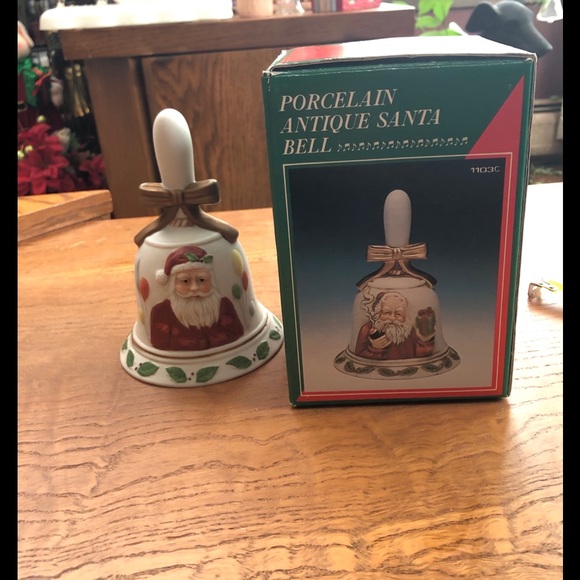 PORCELAIN
ANTIQUE SANTA
BELL
1103C